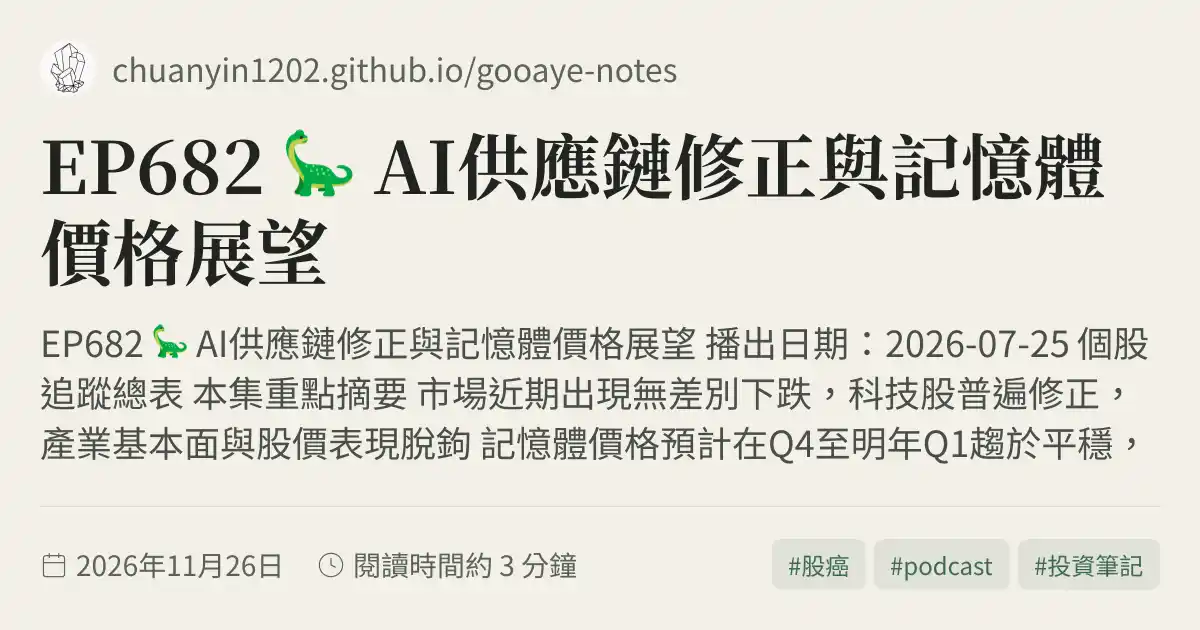 chuanyin1202.github.io/gooaye-notes
EP682🦕 AI供應鏈修正與記憶體
價格展望
EP682🦕 AI供應鏈修正與記憶體價格展望 播出日期：2026-07-25 個股
追蹤總表 本集重點摘要 市場近期出現無差別下跌，科技股普遍修正，
產業基本面與股價表現脫鉤 記憶體價格預計在Q4至明年Q1趨於平穩，
2026年11月26日 閱讀時間約 3 分鐘 #股癌 #podcast #投資筆記